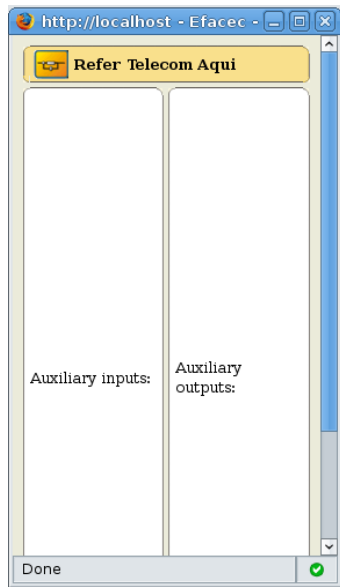 http://localhost - Efacec -
Refer Telecom Aqui
Auxiliary inputs:
Auxiliary
outputs:
Done